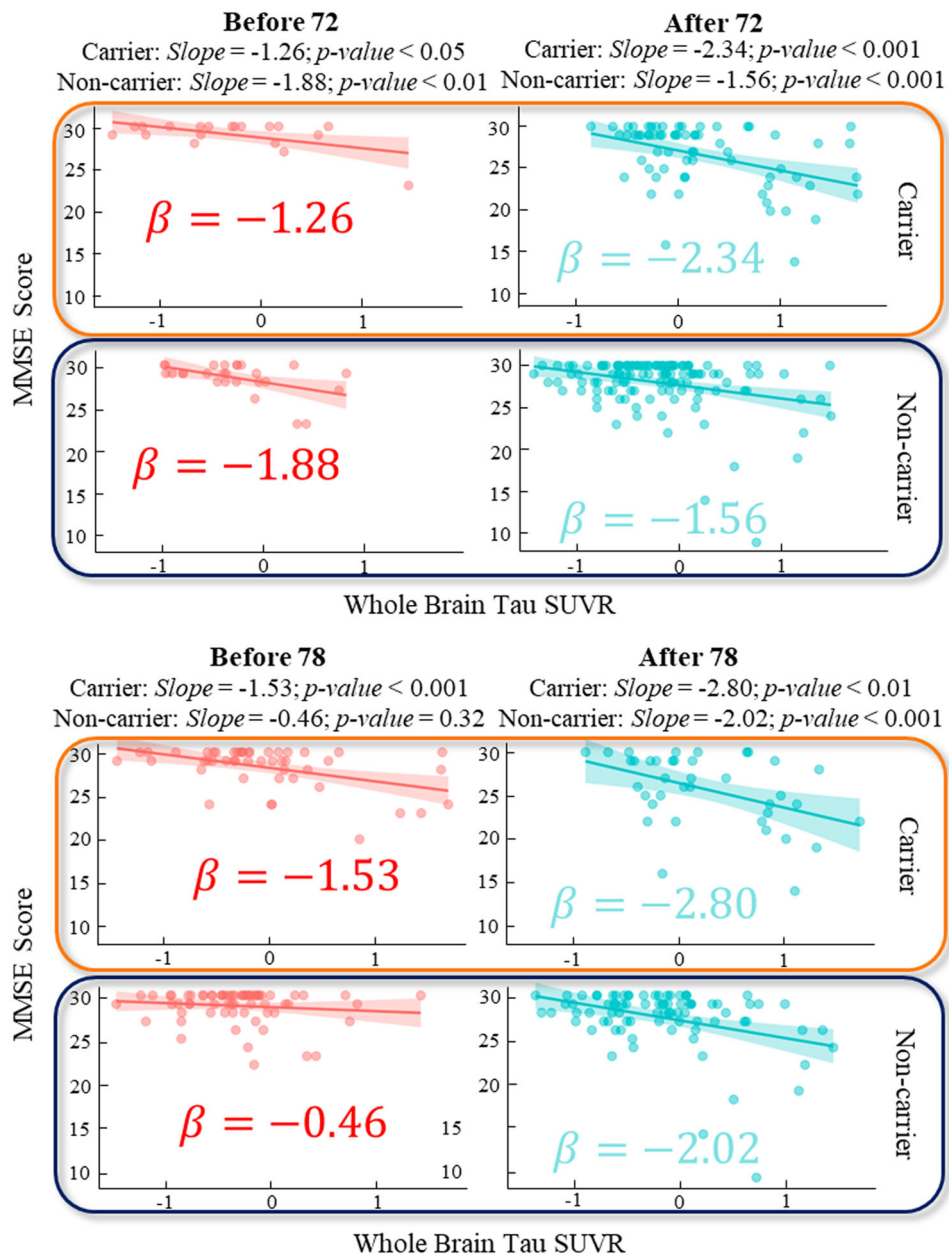 Before 72
Carrier: Slope = -1.26; p-value < 0.05
Non-carrier: Slope = -1.88; p-value < 0.01
After 72
Carrier: Slope = -2.34; p-value < 0.001
Non-carrier: Slope = -1.56; p-value < 0.001
MMSE Score
30
25
20
15
10
β = −1.26
-1 0 1
30
25
20
15
10
β = −2.34
-1 0 1
Carrier
30
25
20
15
10
β = −1.88
-1 0 1
30
25
20
15
10
β = −1.56
-1 0 1
Non-carrier
Whole Brain Tau SUVR
Before 78
Carrier: Slope = -1.53; p-value < 0.001
Non-carrier: Slope = -0.46; p-value = 0.32
After 78
Carrier: Slope = -2.80; p-value < 0.01
Non-carrier: Slope = -2.02; p-value < 0.001
MMSE Score
30
25
20
15
10
β = −1.53
-1 0 1
30
25
20
15
10
β = −2.80
-1 0 1
Carrier
30
25
20
15
10
β = −0.46
-1 0 1
30
25
20
15
10
β = −2.02
-1 0 1
Non-carrier
Whole Brain Tau SUVR